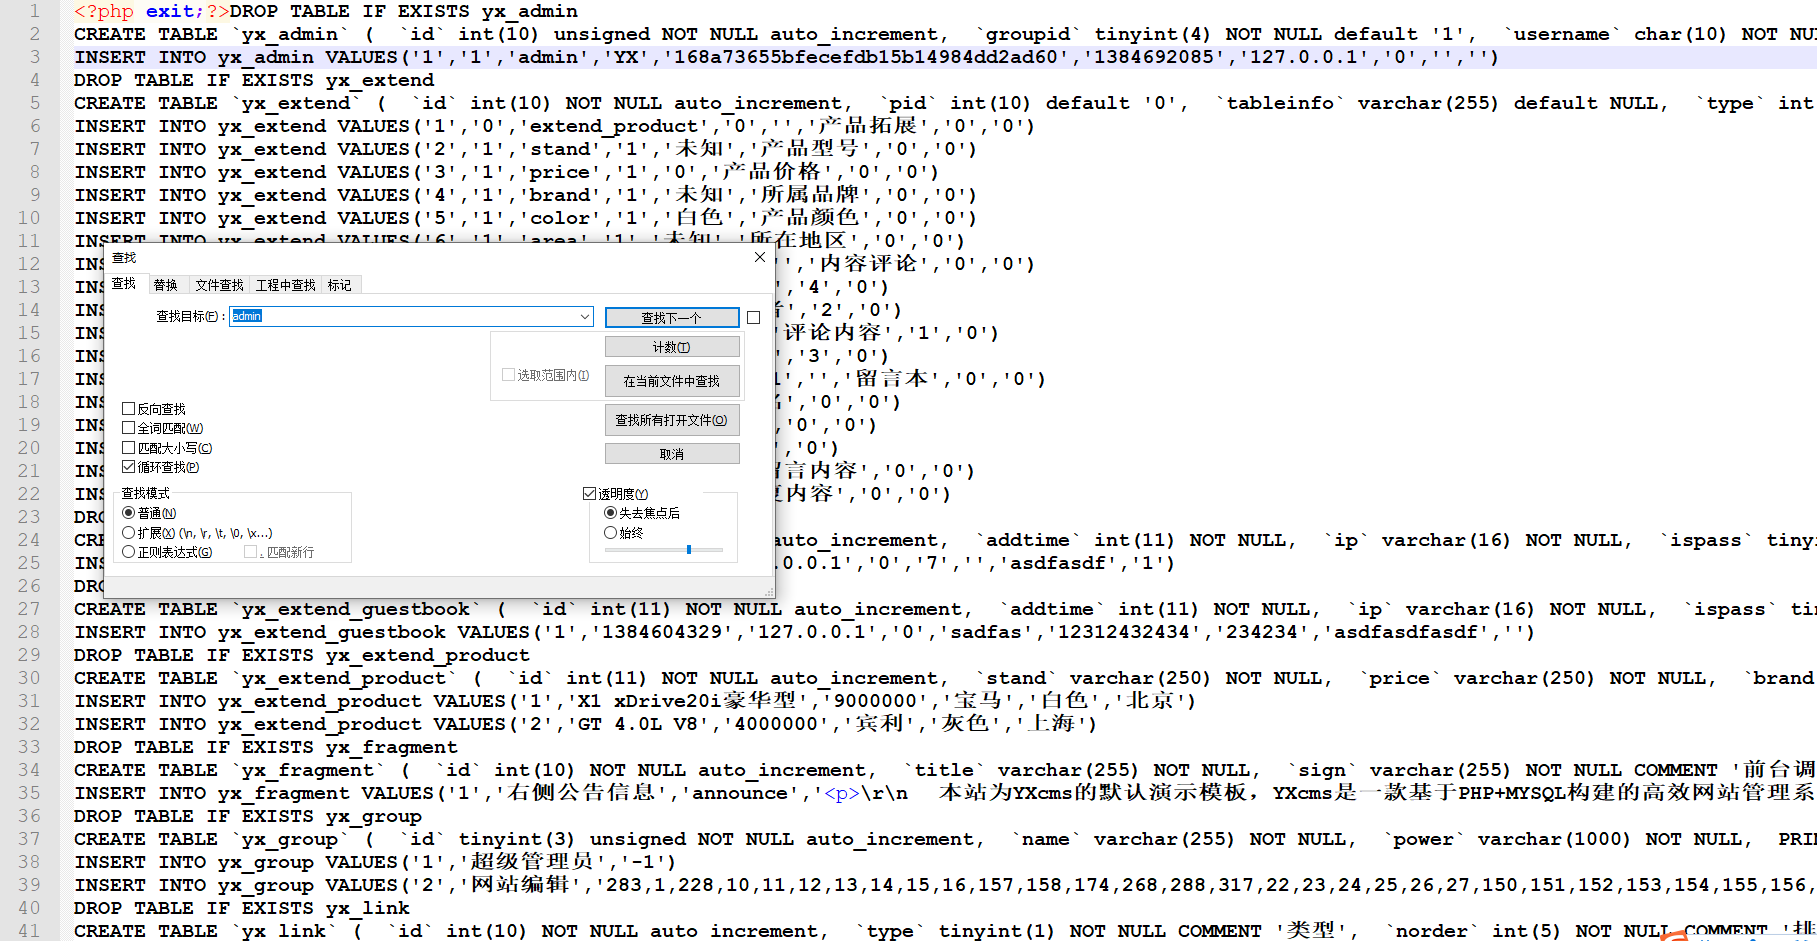 1 <?php exit;?>DROP TABLE IF EXISTS yx_admin
2 CREATE TABLE `yx_admin` (  `id` int(10) unsigned NOT NULL auto_increment,  `groupid` tinyint(4) NOT NULL default '1',  `username` char(10) NOT
3 INSERT INTO yx_admin VALUES('1','1','admin','YX','168a73655bfecefdb15b14984dd2ad60','1384692085','127.0.0.1','0','','')
4 DROP TABLE IF EXISTS yx_extend
5 CREATE TABLE `yx_extend` (  `id` int(10) NOT NULL auto_increment,  `pid` int(10) default '0',  `tableinfo` varchar(255) default NULL,  `type` int
6 INSERT INTO yx_extend VALUES('1','0','extend_product','0','','产品拓展','0','0')
7 INSERT INTO yx_extend VALUES('2','1','stand','1','未知','产品型号','0','0')
8 INSERT INTO yx_extend VALUES('3','1','price','1','0','产品价格','0','0')
9 INSERT INTO yx_extend VALUES('4','1','brand','1','未知','所属品牌','0','0')
10 INSERT INTO yx_extend VALUES('5','1','color','1','白色','产品颜色','0','0')
11 INSERT INTO yx_extend VALUES('6','1','area','1','未知','所在地区','0','0')
12 INS ','内容评论','0','0')
13 INS ','4','0')
14 INS ','2','0')
15 INS '评论内容','1','0')
16 INS ','3','0')
17 INS ','','留言本','0','0')
18 INS ','0','0')
19 INS ,'0','0')
20 INS ','0')
21 INS 留言内容','0','0')
22 INS 复内容','0','0')
23 DRO
24 CRE auto_increment,  `addtime` int(11) NOT NULL,  `ip` varchar(16) NOT NULL,  `ispass`
25 INS .0.1','0','7','','asdfasdf','1')
26 DRO
查找
查找 替换 文件查找 工程中查找 标记
查找目标(F): admin 查找下一个
计数(T)
选取范围内(I) 在当前文件中查找
查找所有打开文件(O)
取消
反向查找
全词匹配(W)
匹配大小写(C)
循环查找(P)
查找模式
普通(N)
扩展(X) (\n, \r, \t, \0, \x...)
正则表达式(G) . 匹配新行
透明度(Y)
失去焦点后
始终
27 CREATE TABLE `yx_extend_guestbook` (  `id` int(11) NOT NULL auto_increment,  `addtime` int(11) NOT NULL,  `ip` varchar(16) NOT NULL,  `ispass`
28 INSERT INTO yx_extend_guestbook VALUES('1','1384604329','127.0.0.1','0','sadfas','12312432434','234234','asdfasdfasdf','')
29 DROP TABLE IF EXISTS yx_extend_product
30 CREATE TABLE `yx_extend_product` (  `id` int(11) NOT NULL auto_increment,  `stand` varchar(250) NOT NULL,  `price` varchar(250) NOT NULL,  `brand
31 INSERT INTO yx_extend_product VALUES('1','X1 xDrive20i豪华型','9000000','宝马','白色','北京')
32 INSERT INTO yx_extend_product VALUES('2','GT 4.0L V8','4000000','宾利','灰色','上海')
33 DROP TABLE IF EXISTS yx_fragment
34 CREATE TABLE `yx_fragment` (  `id` int(10) NOT NULL auto_increment,  `title` varchar(255) NOT NULL,  `sign` varchar(255) NOT NULL COMMENT '前台调
35 INSERT INTO yx_fragment VALUES('1','右侧公告信息','announce','<p>\r\n  本站为YXcms的默认演示模板，YXcms是一款基于PHP+MYSQL构建的高效网站管理系
36 DROP TABLE IF EXISTS yx_group
37 CREATE TABLE `yx_group` (  `id` tinyint(3) unsigned NOT NULL auto_increment,  `name` varchar(255) NOT NULL,  `power` varchar(1000) NOT NULL,
38 INSERT INTO yx_group VALUES('1','超级管理员','-1')
39 INSERT INTO yx_group VALUES('2','网站编辑','283,1,228,10,11,12,13,14,15,16,157,158,174,268,288,317,22,23,24,25,26,27,150,151,152,153,154,155,156,
40 DROP TABLE IF EXISTS yx_link
41 CREATE TABLE `yx_link` (  `id` int(10) NOT NULL auto_increment,  `type` tinyint(1) NOT NULL COMMENT '类型',  `norder` int(5) NOT NULL COMMENT '排